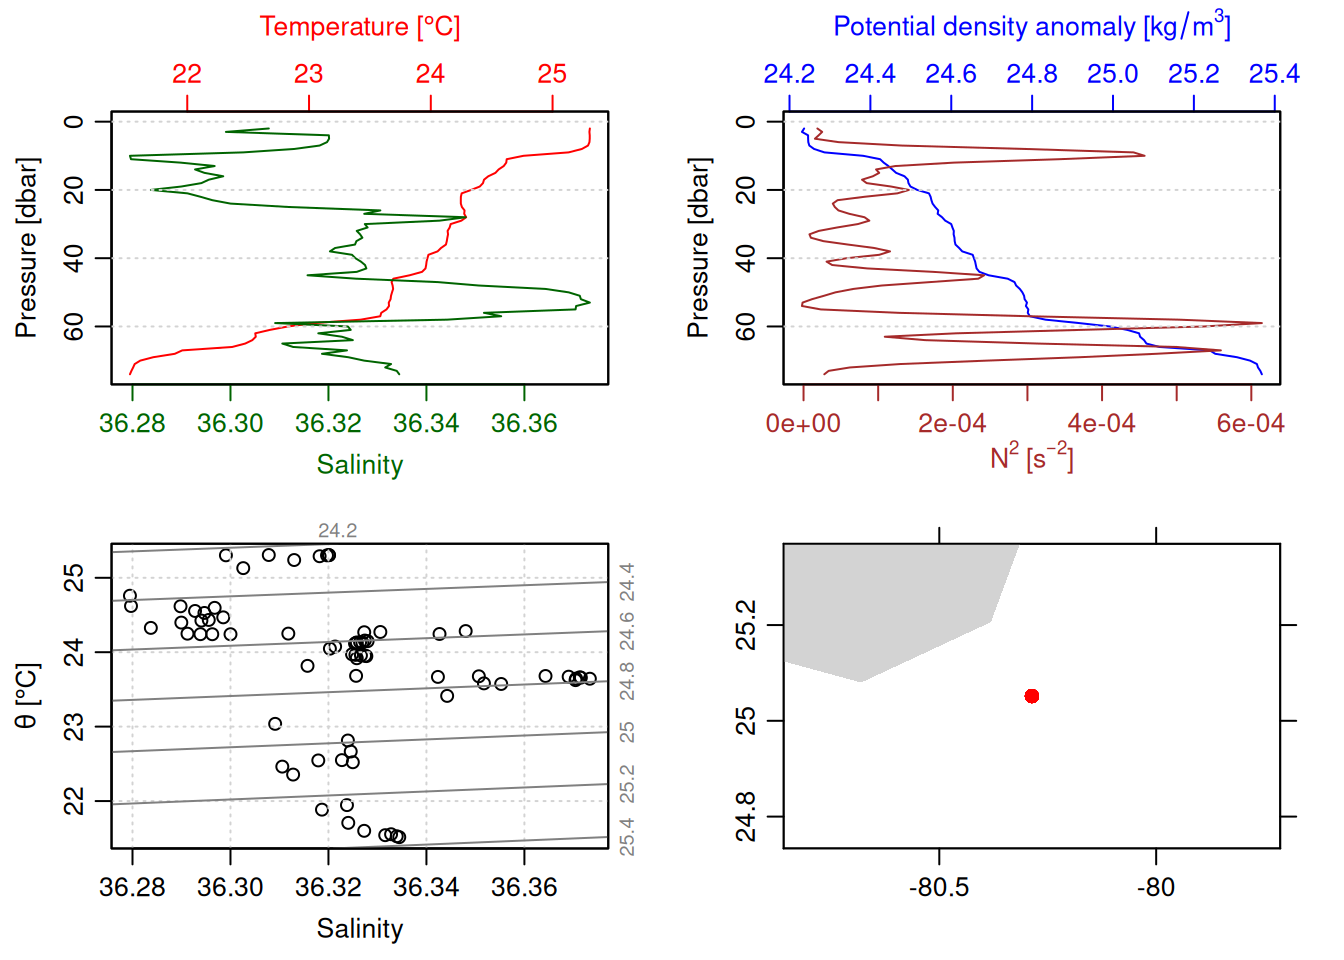 Temperature [°C]
22 23 24 25
0 20 40 60
Pressure [dbar]
36.28 36.30 36.32 36.34 36.36
Salinity
Potential density anomaly [kg/m³]
24.2 24.4 24.6 24.8 25.0 25.2 25.4
0 20 40 60
Pressure [dbar]
0e+00 2e-04 4e-04 6e-04
N² [s⁻²]
24.2
24.4
24.6
24.8
25
25.2
25.4
25
24
23
22
θ [°C]
36.28 36.30 36.32 36.34 36.36
Salinity
25.2
25
24.8
-80.5 -80